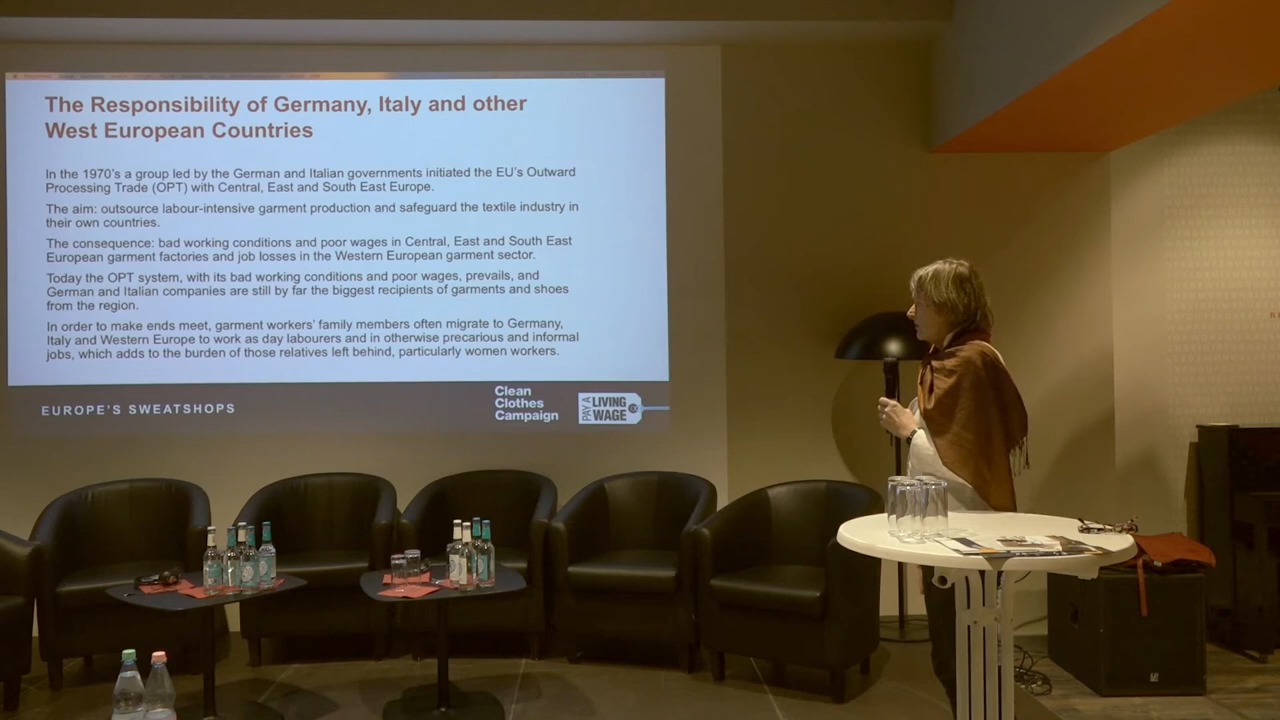 The Responsibility of Germany, Italy and other
West European Countries
In the 1970's a group led by the German and Italian governments initiated the EU's Outward
Processing Trade (OPT) with Central, East and South East Europe.
The aim: outsource labour-intensive garment production and safeguard the textile industry in
their own countries.
The consequence: bad working conditions and poor wages in Central, East and South East
European garment factories and job losses in the Western European garment sector.
Today the OPT system, with its bad working conditions and poor wages, prevails, and
German and Italian companies are still by far the biggest recipients of garments and shoes
from the region.
In order to make ends meet, garment workers' family members often migrate to Germany,
Italy and Western Europe to work as day labourers and in otherwise precarious and informal
jobs, which adds to the burden of those relatives left behind, particularly women workers.
EUROPE'S SWEATSHOPS
Clean
Clothes
Campaign
PAY A
LIVING
WAGE